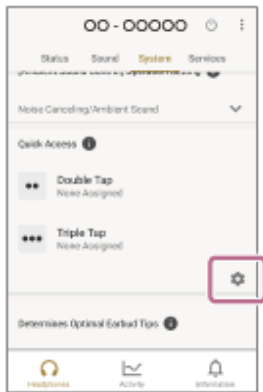 OO-OOOOO
Status Sound System Services
Noise Canceling/Ambient Sound
Quick Access
Double Tap
None Assigned
Triple Tap
None Assigned
Determines Optimal Earbud Tips
Headphones Activity Information